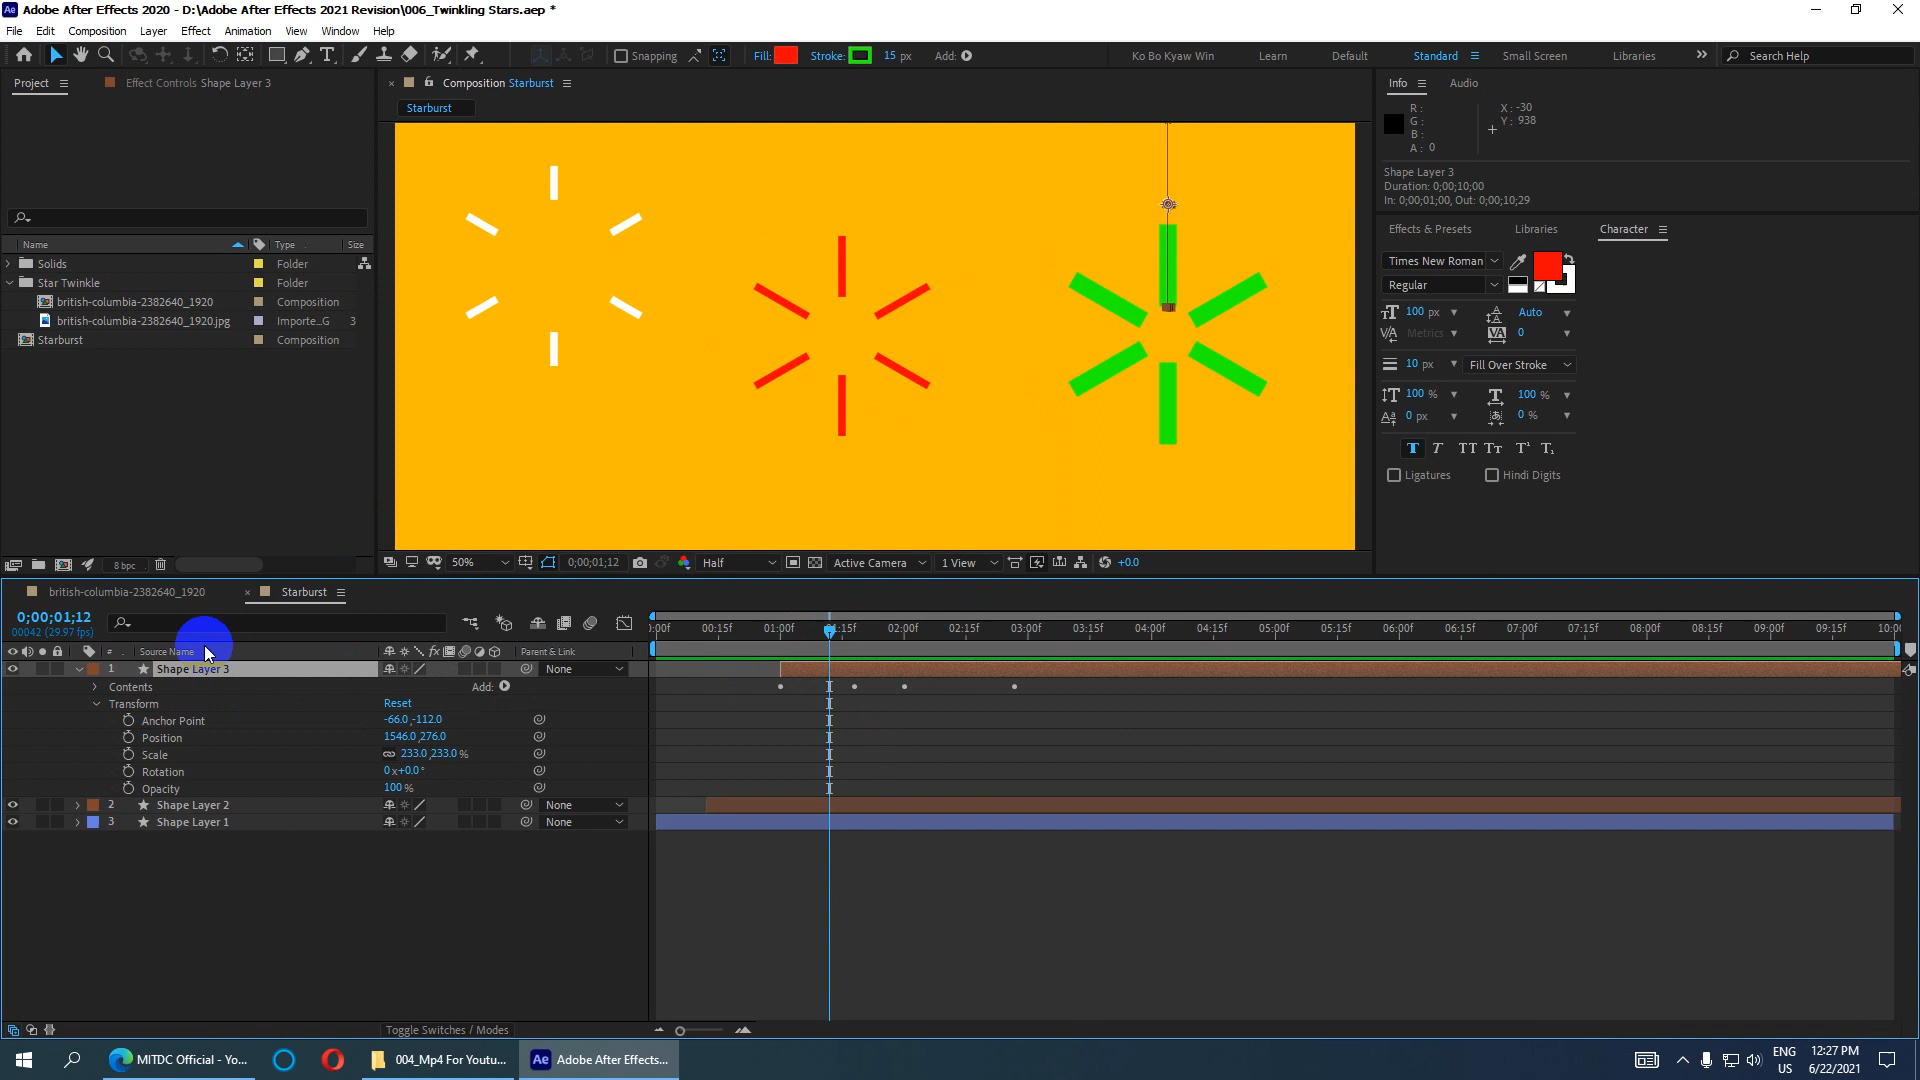 Adobe After Effects 2020 - D:\Adobe After Effects 2021 Revision\006_Twinkling Stars.aep *
File Edit Composition Layer Effect Animation View Window Help
Snapping Fill: Stroke: 15 px Add: Ko Bo Kyaw Win Learn Default Standard Small Screen Libraries Search Help
Project Effect Controls Shape Layer 3 Composition Starburst Info Audio
Starburst
R : X : -30
G : Y : 938
B :
A : 0
Shape Layer 3
Duration: 0;00;10;00
In: 0;00;01;00, Out: 0;00;10;29
Effects & Presets Libraries Character
Name Type Size
Solids Folder
Star Twinkle Folder
british-columbia-2382640_1920 Composition
british-columbia-2382640_1920.jpg Importe...G 3
Starburst Composition
Times New Roman
Regular
100 px Auto
Metrics 0
10 px Fill Over Stroke
100 % 100 %
0 px 0 %
T T TT Tt T¹ T₁
Ligatures Hindi Digits
8 bpc 50% 0;00;01;12 Half Active Camera 1 View +0.0
british-columbia-2382640_1920 Starburst
0;00;01;12
00042 (29.97 fps)
:00f 00:15f 01:00f 01:15f 02:00f 02:15f 03:00f 03:15f 04:00f 04:15f 05:00f 05:15f 06:00f 06:15f 07:00f 07:15f 08:00f 08:15f 09:00f 09:15f 10:00
# Source Name Parent & Link
1 Shape Layer 3 None
Contents Add:
Transform Reset
Anchor Point -66.0,-112.0
Position 1546.0,276.0
Scale 233.0,233.0 %
Rotation 0x+0.0°
Opacity 100 %
2 Shape Layer 2 None
3 Shape Layer 1 None
Toggle Switches / Modes
MITDC Official - Yo... 004_Mp4 For Youtu... Adobe After Effects...
ENG
US
12:27 PM
6/22/2021